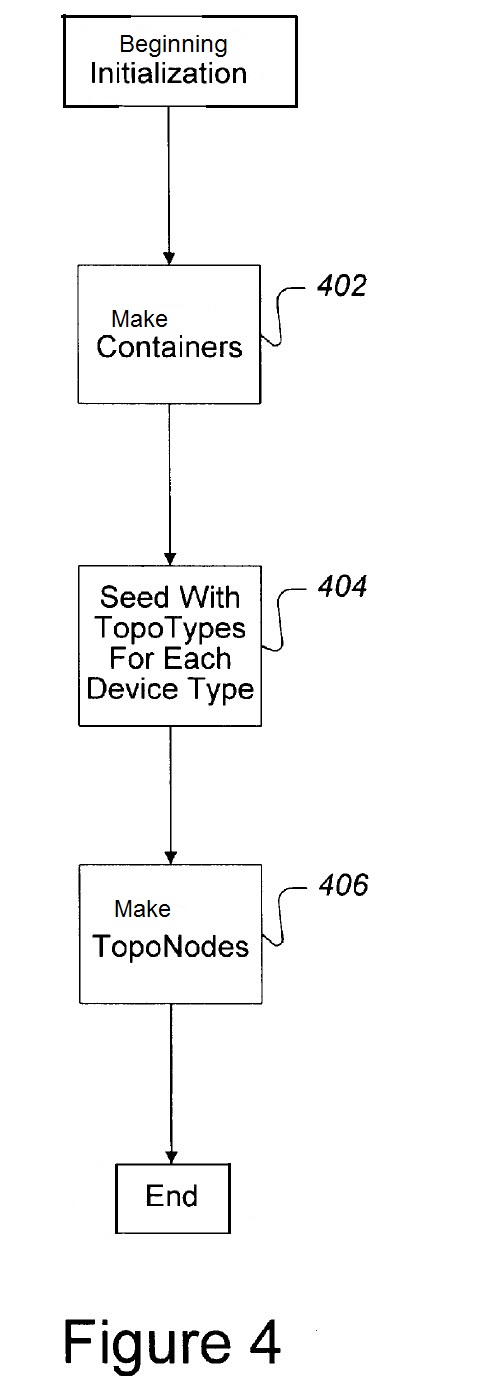 Beginning
Initialization
402
Make
Containers
404
Seed With
TopoTypes
For Each
Device Type
406
Make
TopoNodes
End
Figure 4